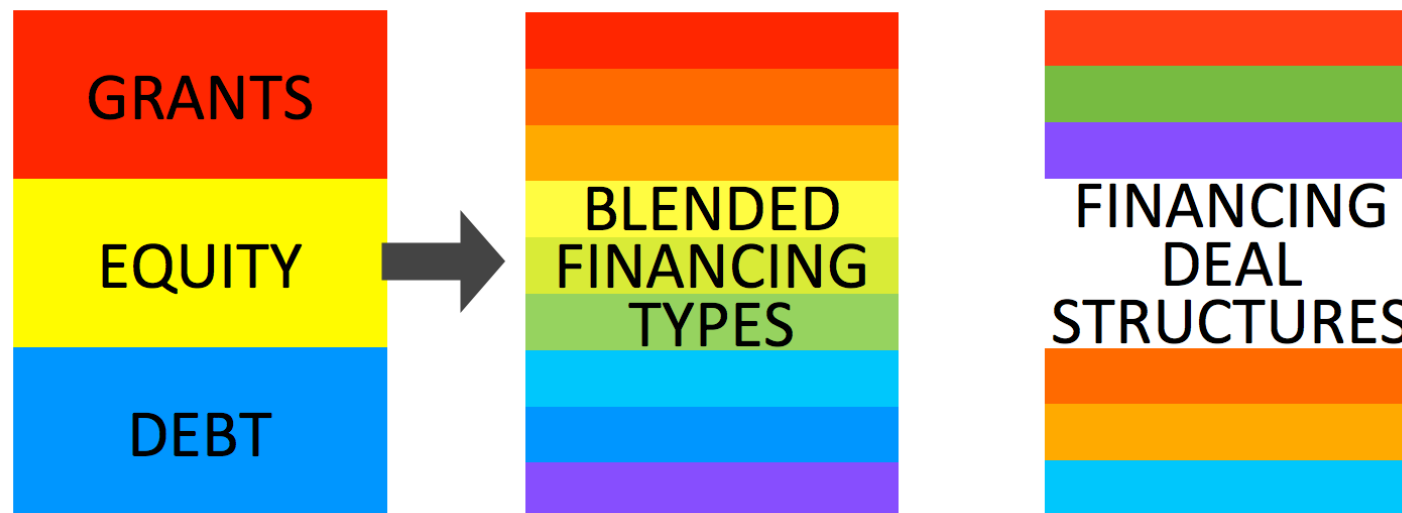 GRANTS
EQUITY
DEBT
BLENDED
FINANCING
TYPES
FINANCING
DEAL
STRUCTURES